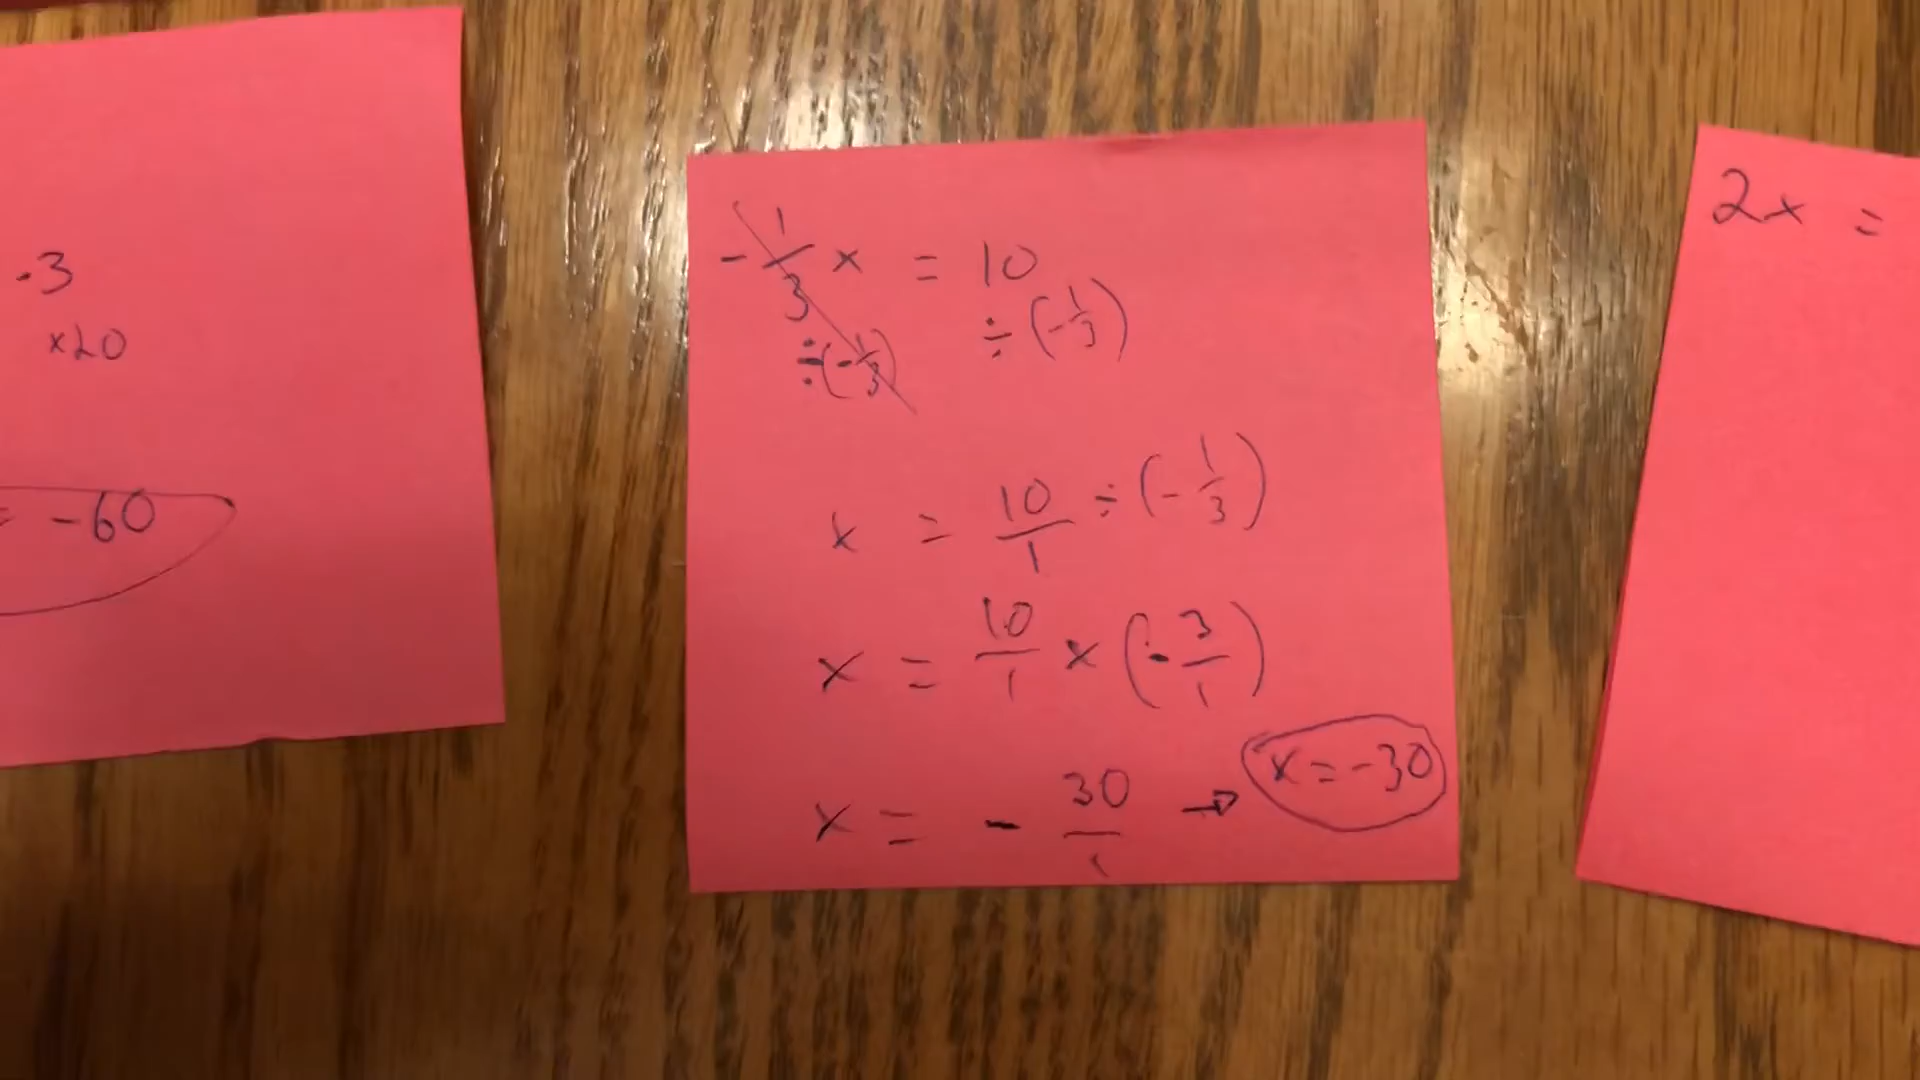 -3
×20
= -60
-1/3 x = 10
÷(-1/3) ÷(-1/3)
x = 10/1 ÷ (-1/3)
x = 10/1 × (-3/1)
x = - 30/1 → x = -30
2x =